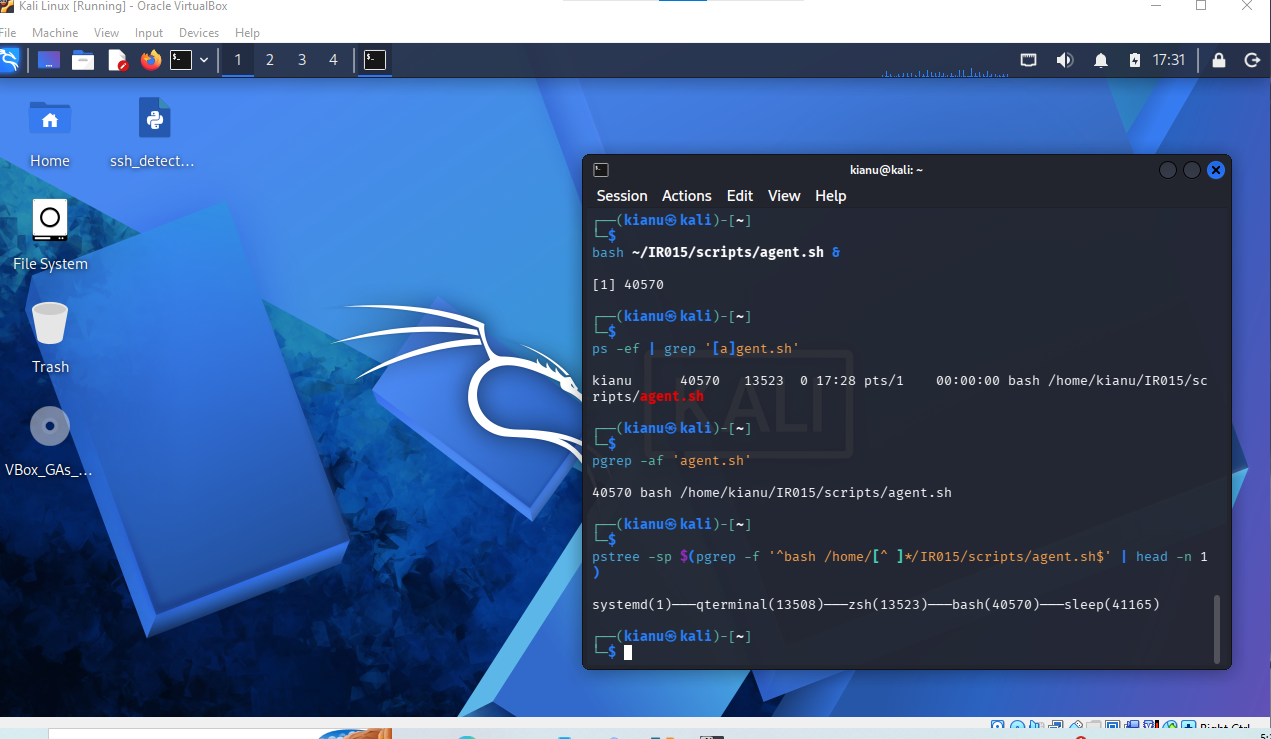 Kali Linux [Running] - Oracle VirtualBox
File Machine View Input Devices Help
1 2 3 4 17:31
Home
ssh_detect...
File System
Trash
VBox_GAs_...
kianu@kali: ~
Session Actions Edit View Help
┌──(kianu㉿kali)-[~]
└─$
bash ~/IR015/scripts/agent.sh &
[1] 40570
┌──(kianu㉿kali)-[~]
└─$
ps -ef | grep '[a]gent.sh'
kianu 40570 13523 0 17:28 pts/1 00:00:00 bash /home/kianu/IR015/sc
ripts/agent.sh
┌──(kianu㉿kali)-[~]
└─$
pgrep -af 'agent.sh'
40570 bash /home/kianu/IR015/scripts/agent.sh
┌──(kianu㉿kali)-[~]
└─$
pstree -sp $(pgrep -f '^bash /home/[^ ]*/IR015/scripts/agent.sh$' | head -n 1
)
systemd(1)───qterminal(13508)───zsh(13523)───bash(40570)───sleep(41165)
┌──(kianu㉿kali)-[~]
└─$
KALI
Right Ctrl